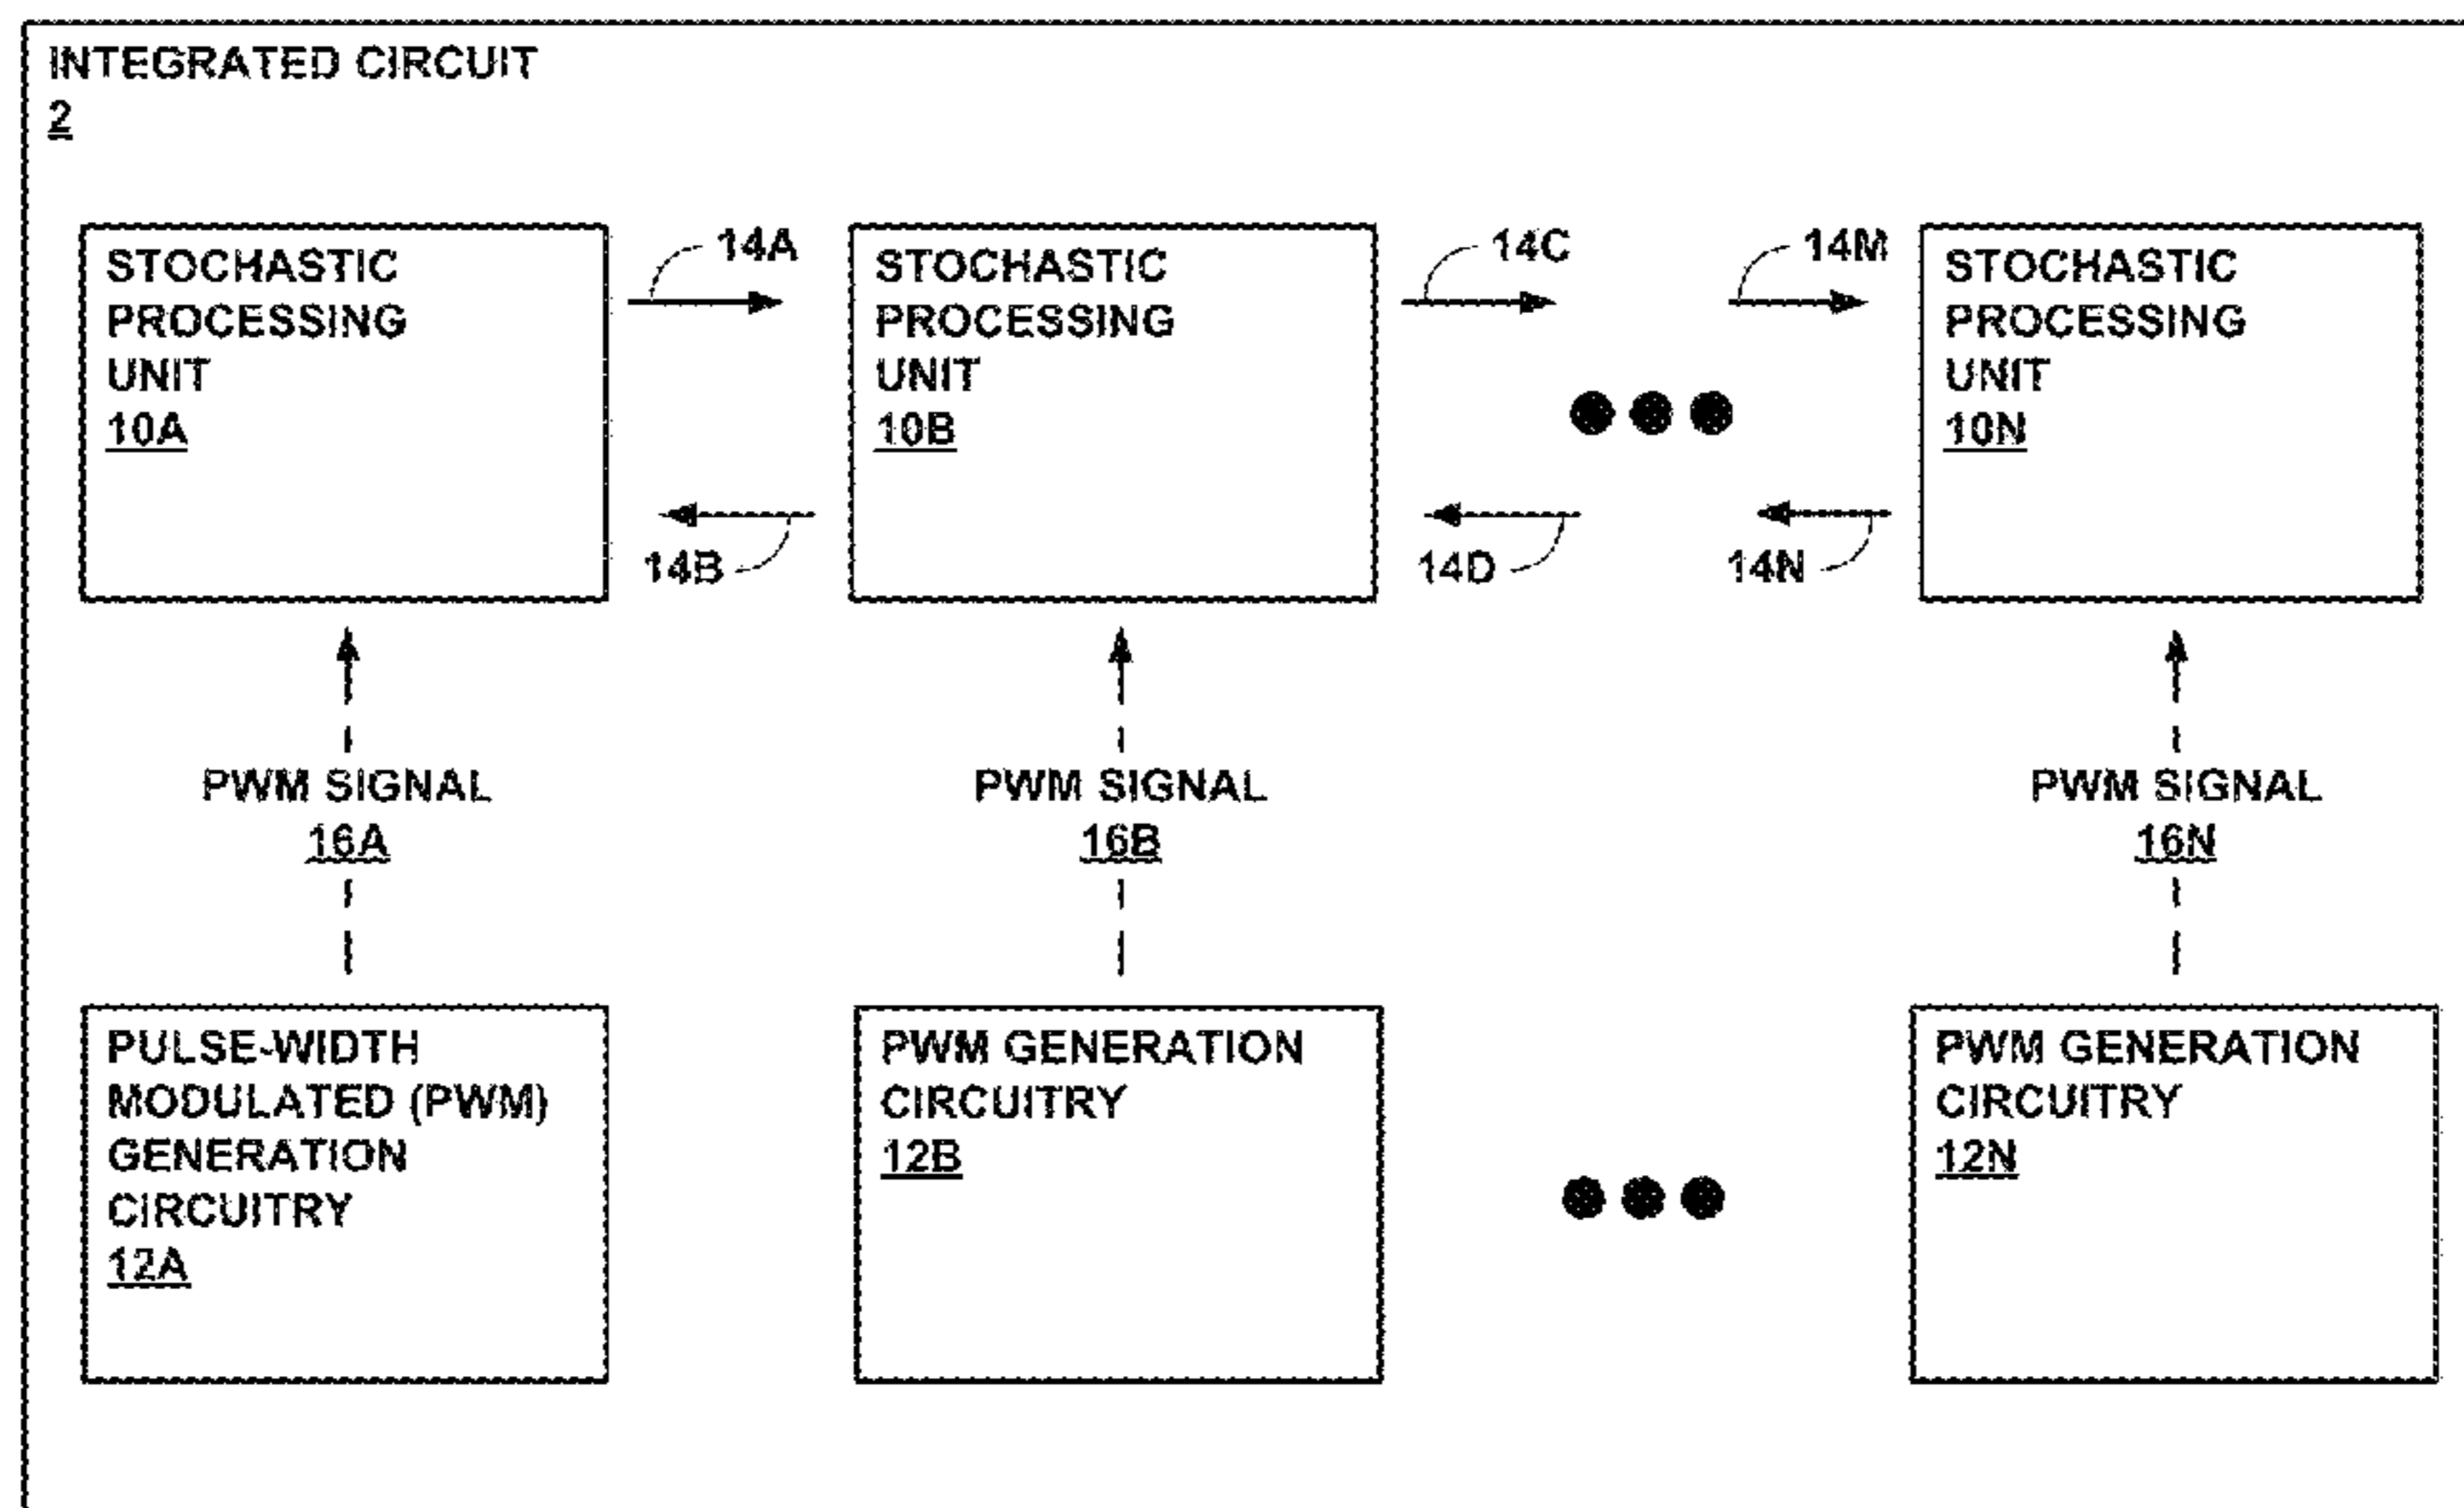 INTEGRATED CIRCUIT
2
STOCHASTIC
PROCESSING
UNIT
10A
14A
14B
STOCHASTIC
PROCESSING
UNIT
10B
14C
14D
14M
14N
STOCHASTIC
PROCESSING
UNIT
10N
PWM SIGNAL
16A
PWM SIGNAL
16B
PWM SIGNAL
16N
PULSE-WIDTH
MODULATED (PWM)
GENERATION
CIRCUITRY
12A
PWM GENERATION
CIRCUITRY
12B
PWM GENERATION
CIRCUITRY
12N